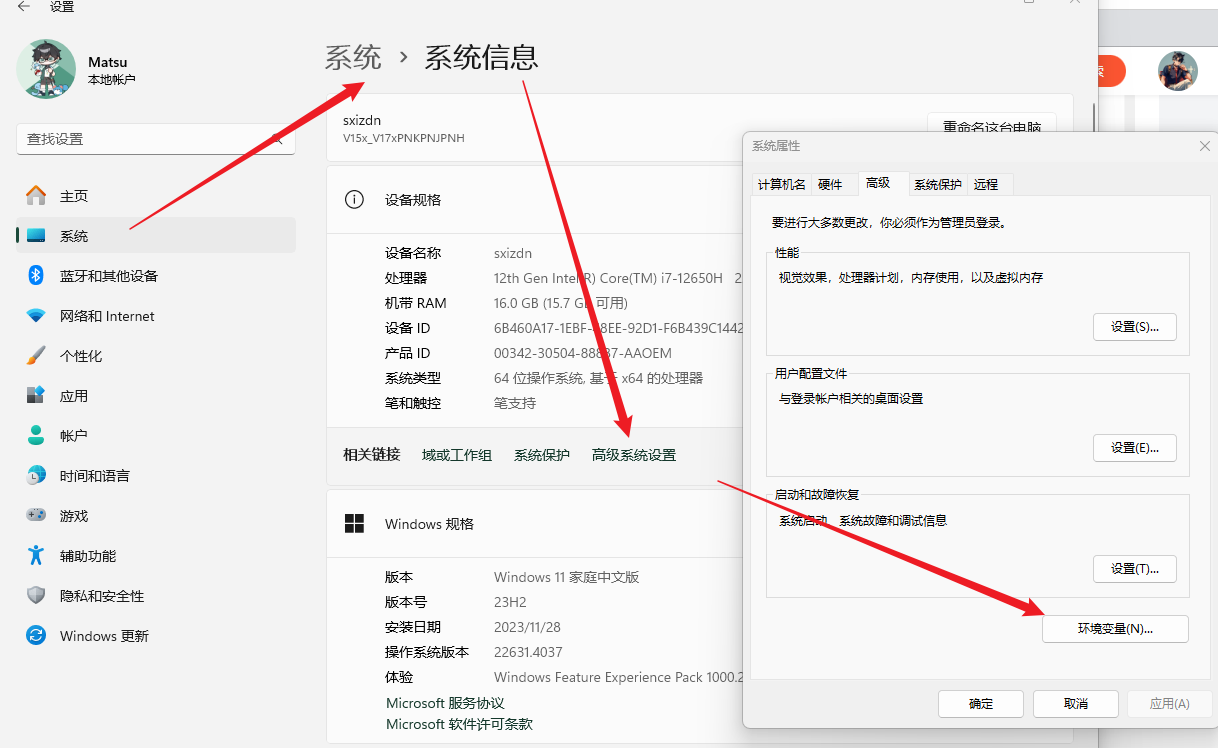 设置
Matsu
本地帐户
查找设置
主页
系统
蓝牙和其他设备
网络和 Internet
个性化
应用
帐户
时间和语言
游戏
辅助功能
隐私和安全性
Windows 更新
系统 › 系统信息
sxizdn
V15x_V17xPNKPNJPNH
重命名这台电脑
设备规格
设备名称 sxizdn
处理器 12th Gen Intel(R) Core(TM) i7-12650H 2
机带 RAM 16.0 GB (15.7 GB 可用)
设备 ID 6B460A17-1EBF- 8EE-92D1-F6B439C1442
产品 ID 00342-30504-88 7-AAOEM
系统类型 64 位操作系统, 基于 x64 的处理器
笔和触控 笔支持
相关链接 域或工作组 系统保护 高级系统设置
Windows 规格
版本 Windows 11 家庭中文版
版本号 23H2
安装日期 2023/11/28
操作系统版本 22631.4037
体验 Windows Feature Experience Pack 1000.2
Microsoft 服务协议
Microsoft 软件许可条款
系统属性
计算机名 硬件 高级 系统保护 远程
要进行大多数更改，你必须作为管理员登录。
性能
视觉效果，处理器计划，内存使用，以及虚拟内存
设置(S)...
用户配置文件
与登录帐户相关的桌面设置
设置(E)...
启动和故障恢复
系统启动、系统故障和调试信息
设置(T)...
环境变量(N)...
确定 取消 应用(A)